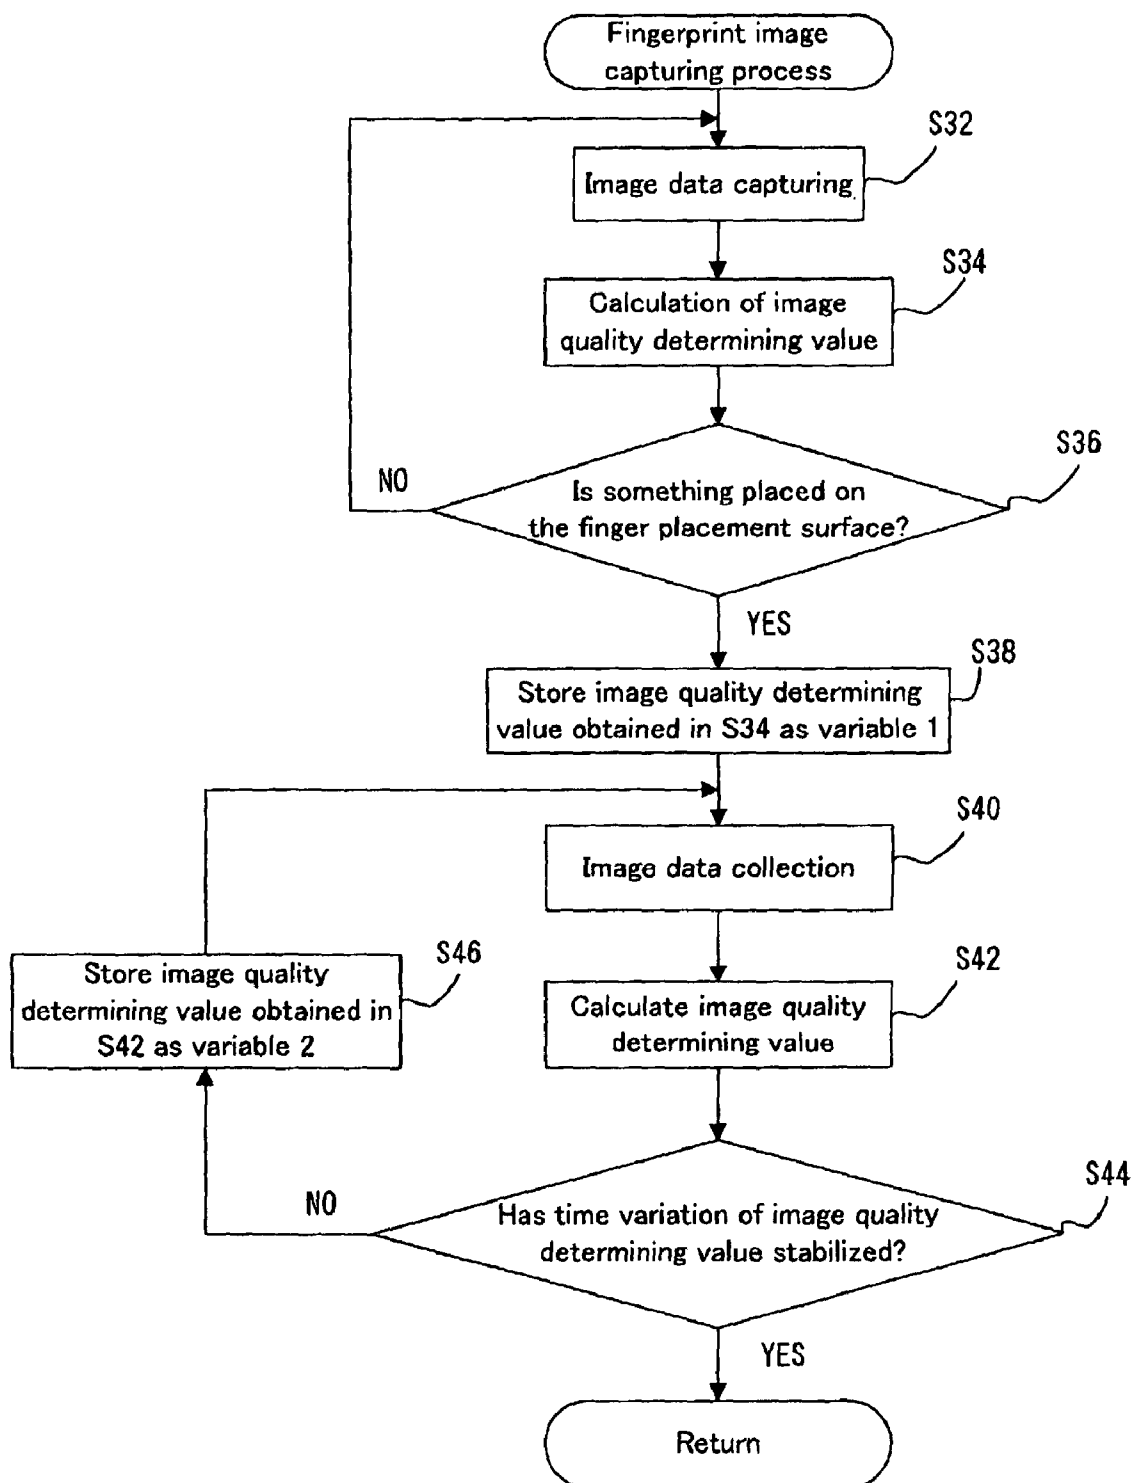 Fingerprint image
capturing process
S32
Image data capturing
S34
Calculation of image
quality determining value
S36
NO
Is something placed on
the finger placement surface?
YES
S38
Store image quality determining
value obtained in S34 as variable 1
S40
Image data collection
S46
Store image quality
determining value obtained in
S42 as variable 2
S42
Calculate image quality
determining value
S44
NO
Has time variation of image quality
determining value stabilized?
YES
Return